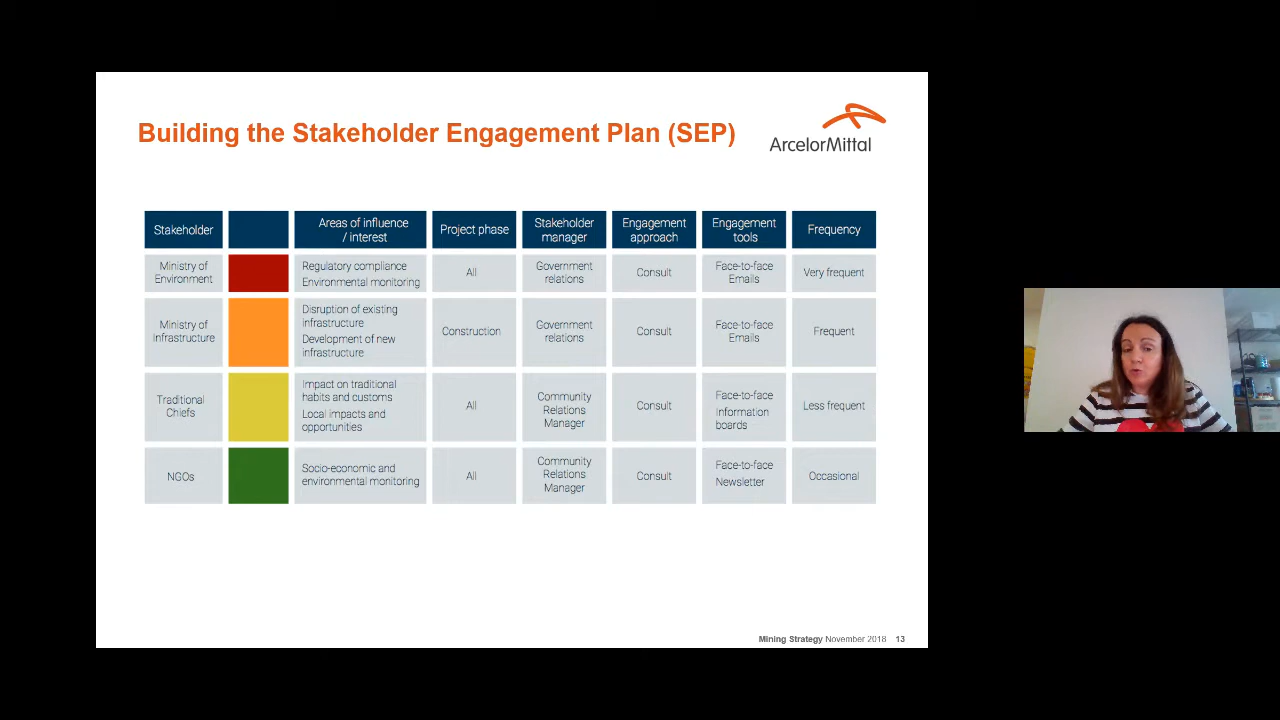 Building the Stakeholder Engagement Plan (SEP)
ArcelorMittal
Stakeholder
Areas of influence
/ interest
Project phase
Stakeholder
manager
Engagement
approach
Engagement
tools
Frequency
Ministry of
Environment
Regulatory compliance
Environmental monitoring
All
Government
relations
Consult
Face-to-face
Emails
Very frequent
Ministry of
Infrastructure
Disruption of existing
infrastructure
Development of new
infrastructure
Construction
Government
relations
Consult
Face-to-face
Emails
Frequent
Traditional
Chiefs
Impact on traditional
habits and customs
Local impacts and
opportunities
All
Community
Relations
Manager
Consult
Face-to-face
Information
boards
Less frequent
NGOs
Socio-economic and
environmental monitoring
All
Community
Relations
Manager
Consult
Face-to-face
Newsletter
Occasional
Mining Strategy November 2018 13